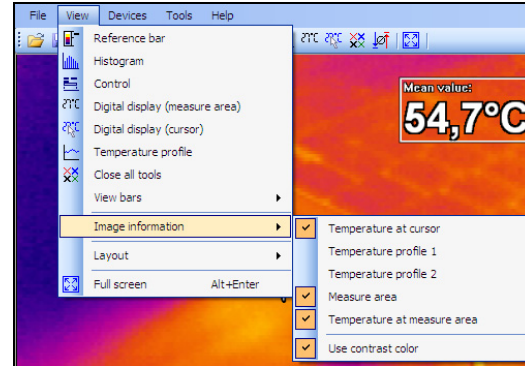 File View Devices Tools Help
Reference bar
Histogram
Control
Digital display (measure area)
Digital display (cursor)
Temperature profile
Close all tools
View bars
Image information
Layout
Full screen Alt+Enter
Mean value:
54,7°C
Temperature at cursor
Temperature profile 1
Temperature profile 2
Measure area
Temperature at measure area
Use contrast color